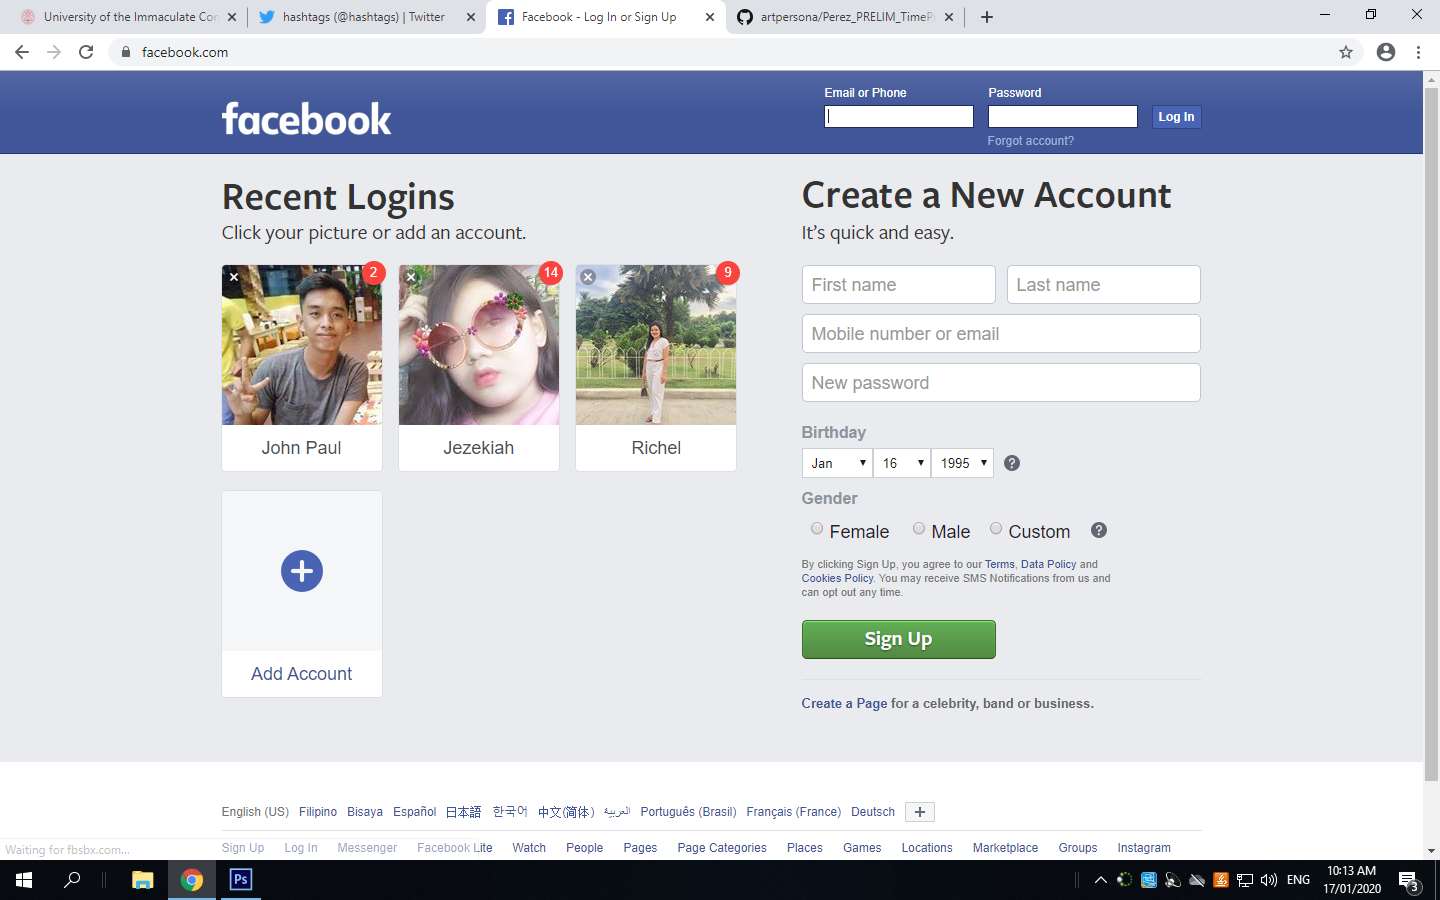 University of the Immaculate Con
hashtags (@hashtags) | Twitter
Facebook - Log In or Sign Up
artpersona/Perez_PRELIM_TimeP
facebook.com
facebook
Email or Phone
Password
Log In
Forgot account?
Recent Logins
Click your picture or add an account.
2
14
9
John Paul
Jezekiah
Richel
Add Account
Create a New Account
It's quick and easy.
First name
Last name
Mobile number or email
New password
Birthday
Jan
16
1995
Gender
Female
Male
Custom
By clicking Sign Up, you agree to our Terms, Data Policy and
Cookies Policy. You may receive SMS Notifications from us and
can opt out any time.
Sign Up
Create a Page for a celebrity, band or business.
English (US) Filipino Bisaya Español 日本語 한국어 中文(简体) العربية Português (Brasil) Français (France) Deutsch
Sign Up Log In Messenger Facebook Lite Watch People Pages Page Categories Places Games Locations Marketplace Groups Instagram
Waiting for fbsbx.com...
Ps
ENG
10:13 AM
17/01/2020
3